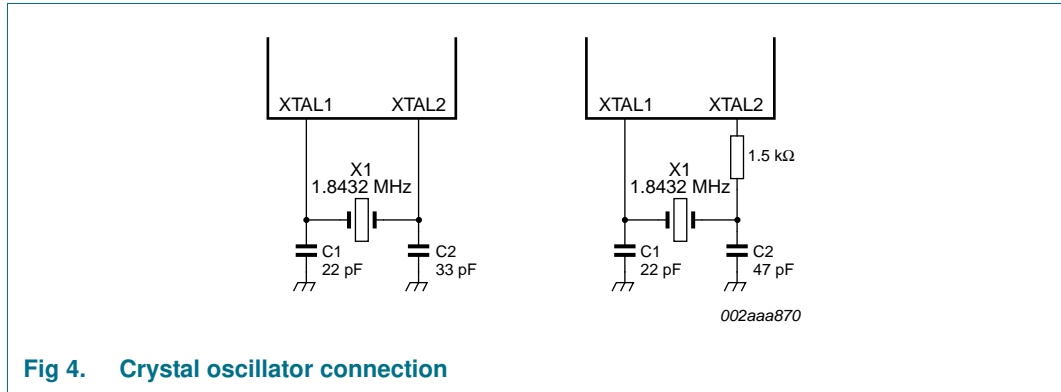 XTAL1 XTAL2
X1
1.8432 MHz
C1
22 pF
C2
33 pF
XTAL1 XTAL2
1.5 kΩ
X1
1.8432 MHz
C1
22 pF
C2
47 pF
002aaa870
Fig 4. Crystal oscillator connection